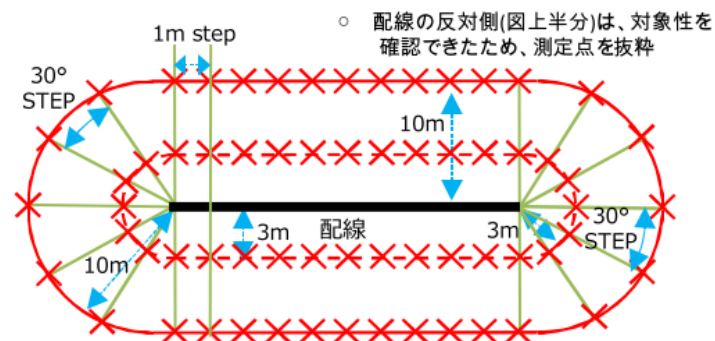 ○ 配線の反対側(図上半分)は、対象性を
確認できたため、測定点を抜粋
1m step
30°
STEP
10m
配線
3m
3m
30°
STEP
10m